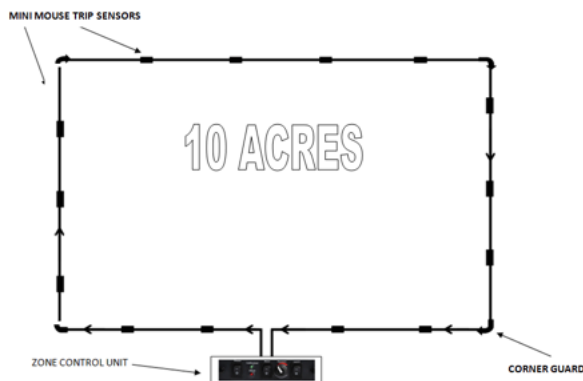 MINI MOUSE TRIP SENSORS
10 ACRES
ZONE CONTROL UNIT
CORNER GUARD